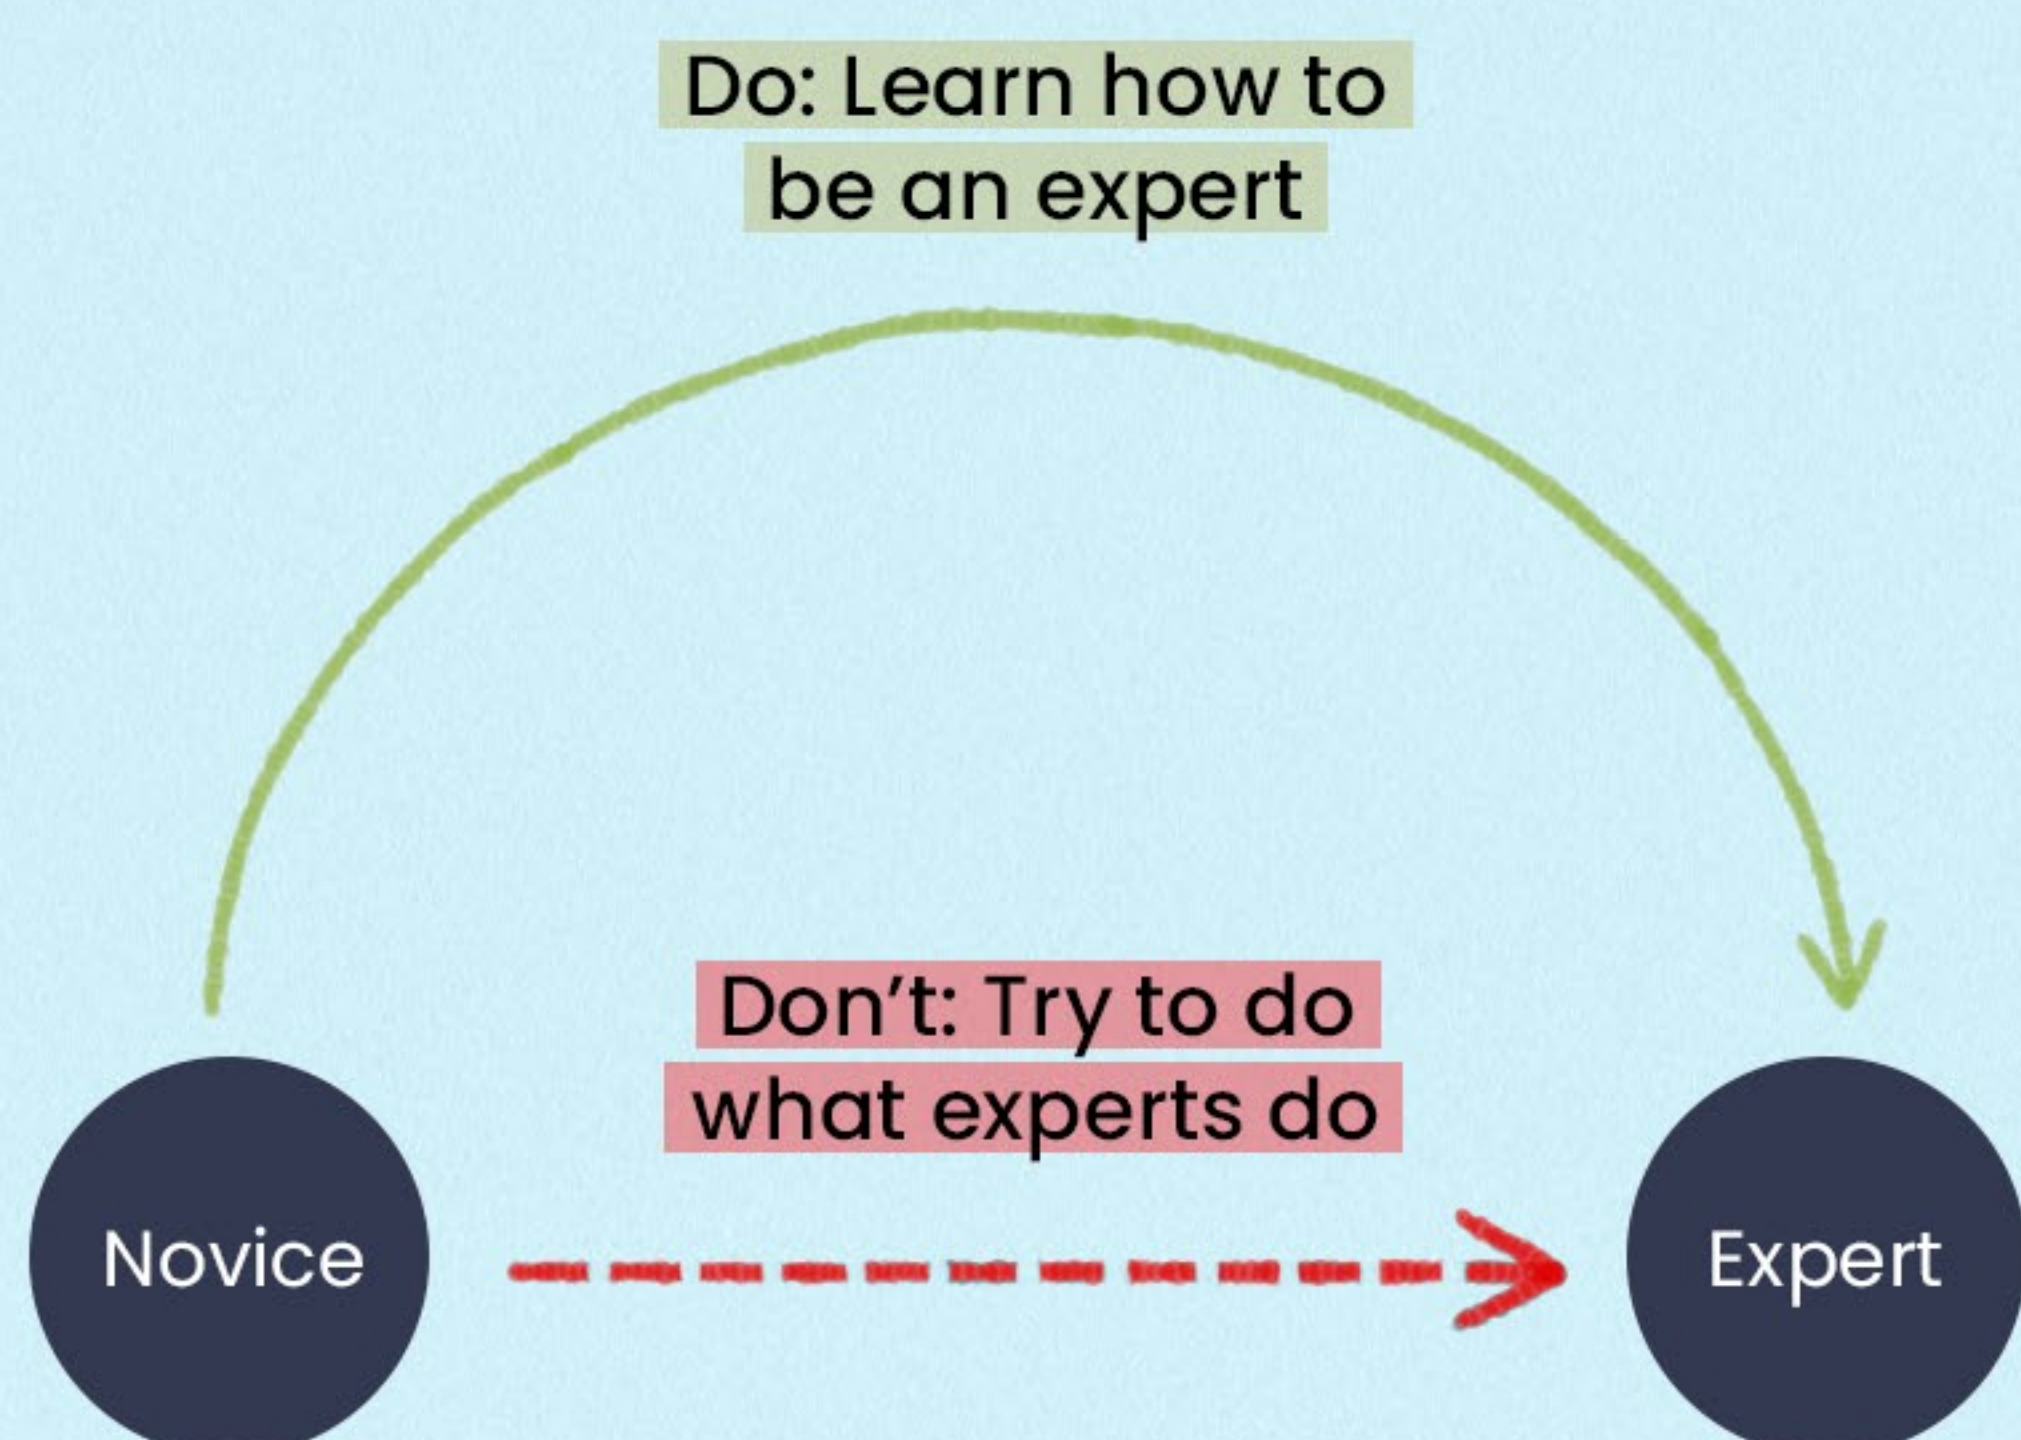 Do: Learn how to
be an expert
Don’t: Try to do
what experts do
Novice
Expert